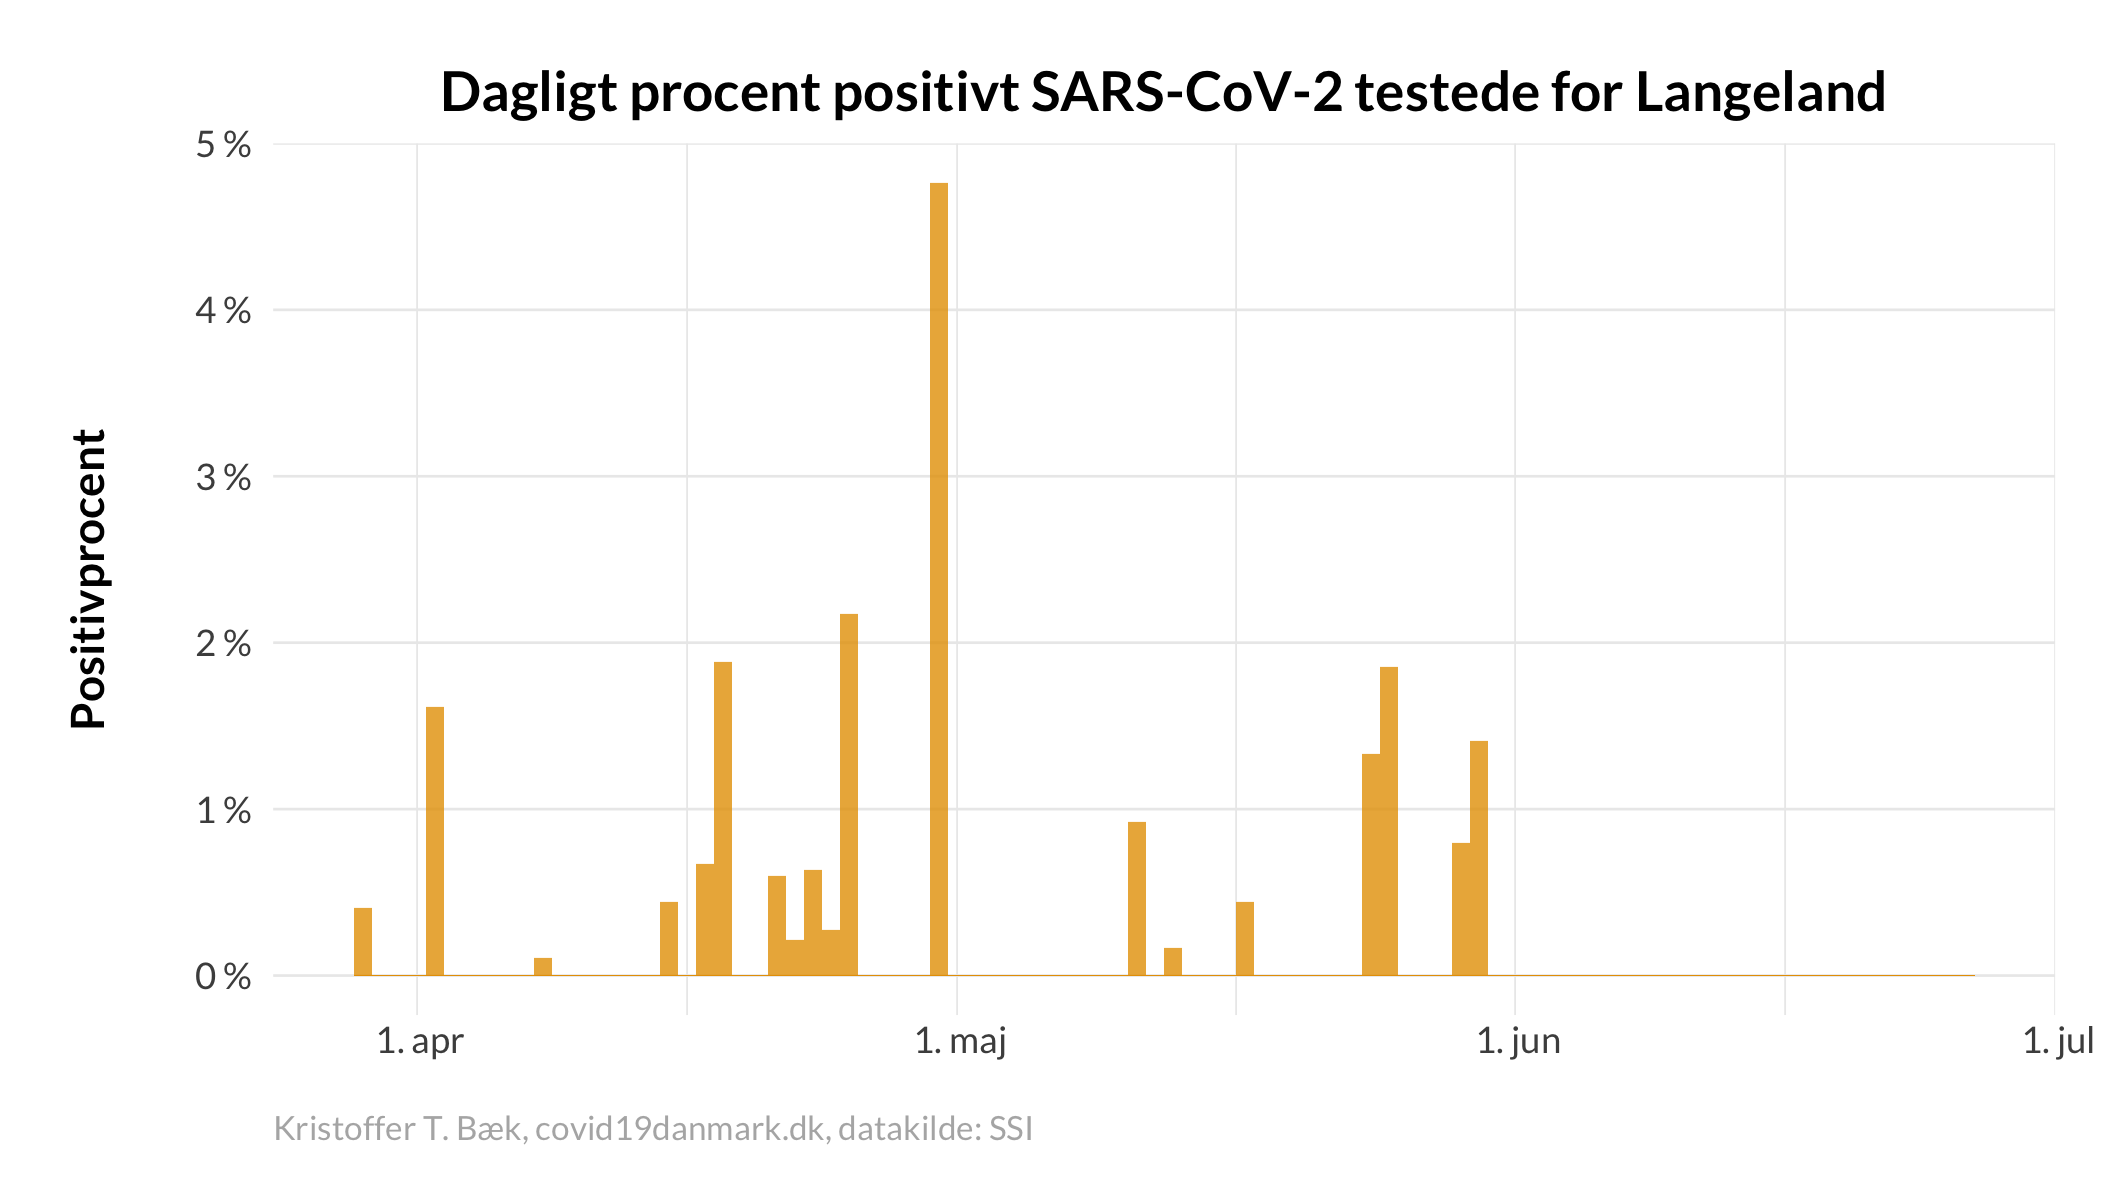 Dagligt procent positivt SARS-CoV-2 testede for Langeland
Positivprocent
5 %
4 %
3 %
2 %
1 %
0 %
1. apr
1. maj
1. jun
1. jul
Kristoffer T. Bæk, covid19danmark.dk, datakilde: SSI